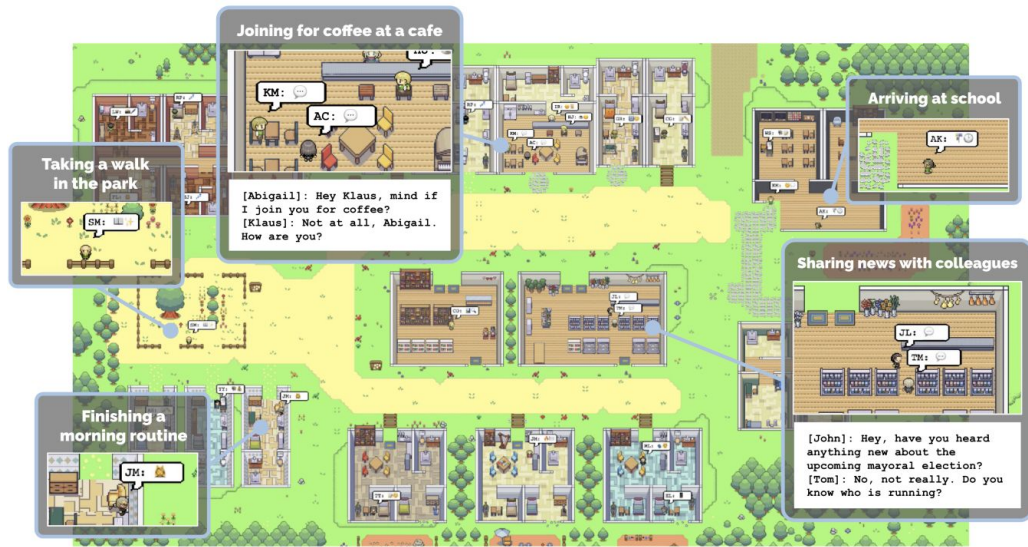 Joining for coffee at a cafe
KM:
AC:
[Abigail]: Hey Klaus, mind if
I join you for coffee?
[Klaus]: Not at all, Abigail.
How are you?
Arriving at school
AK:
Taking a walk
in the park
SM:
Sharing news with colleagues
JL:
TM:
[John]: Hey, have you heard
anything new about the
upcoming mayoral election?
[Tom]: No, not really. Do you
know who is running?
Finishing a
morning routine
JM: